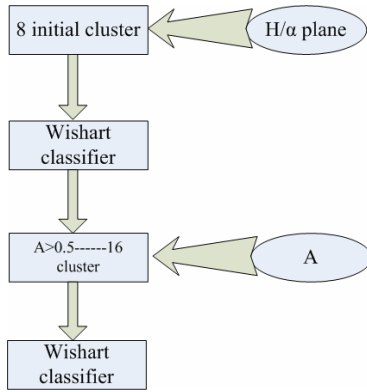 8 initial cluster
H/α plane
Wishart
classifier
A>0.5------16
cluster
A
Wishart
classifier